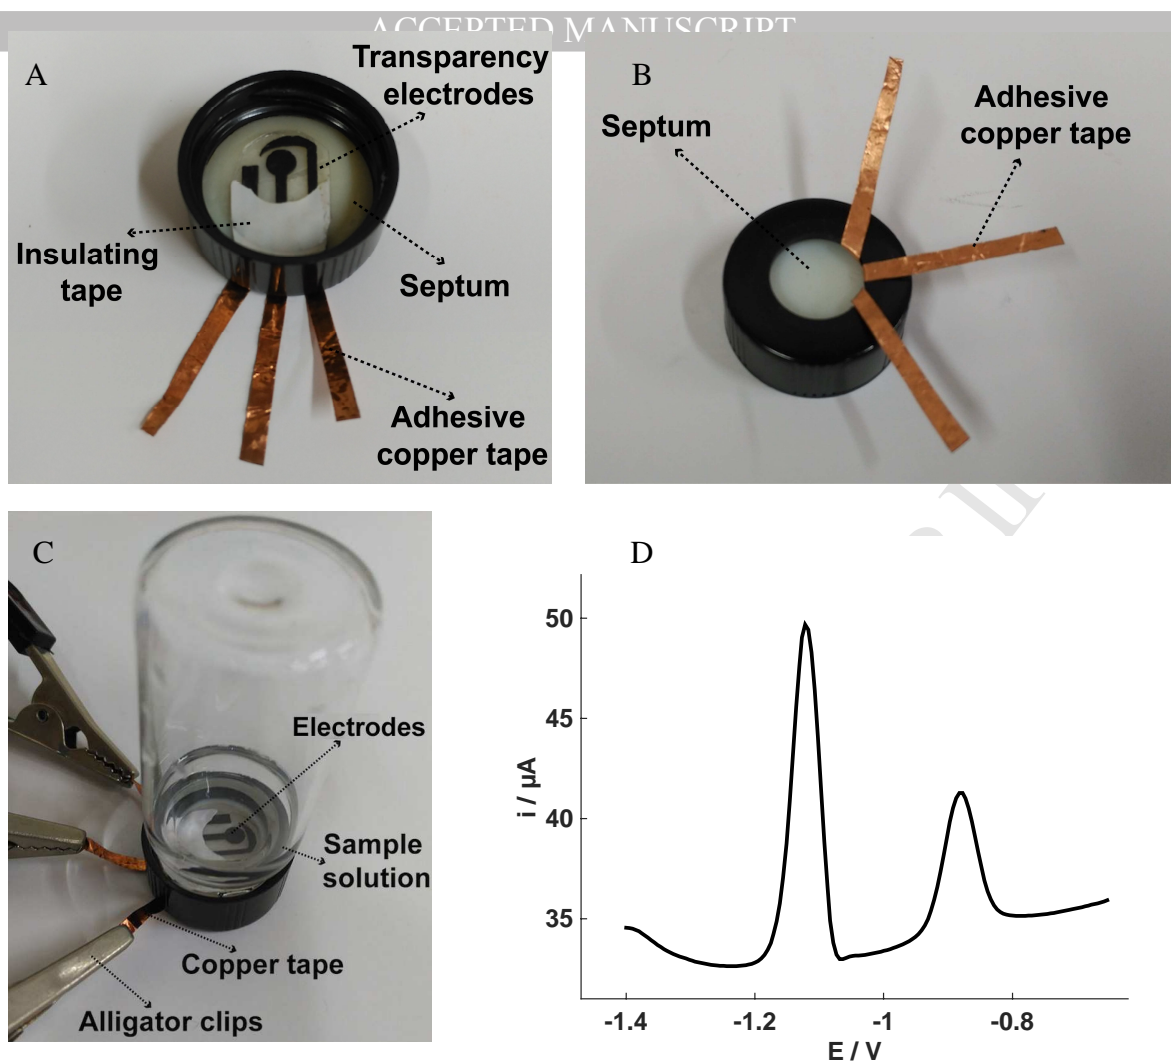 ACCEPTED MANUSCRIPT
A
Transparency
electrodes
Insulating
tape
Septum
Adhesive
copper tape
B
Septum
Adhesive
copper tape
C
Electrodes
Sample
solution
Copper tape
Alligator clips
D
50
45
40
35
i / µA
-1.4
-1.2
-1
-0.8
E / V